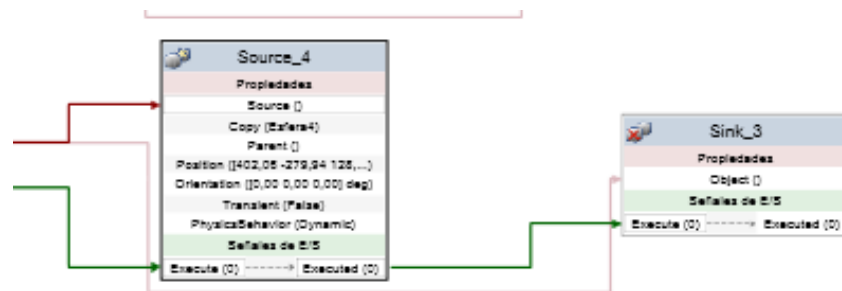 Source_4
Propiedades
Source ()
Copy (Esfera4)
Parent ()
Position ([402,06 -279,94 128,...)
Orientation ([0,00 0,00 0,00] deg)
Transient (False)
PhysicsBehavior (Dynamic)
Señales de E/S
Execute (0) Executed (0)
Sink_3
Propiedades
Object ()
Señales de E/S
Execute (0) Executed (0)